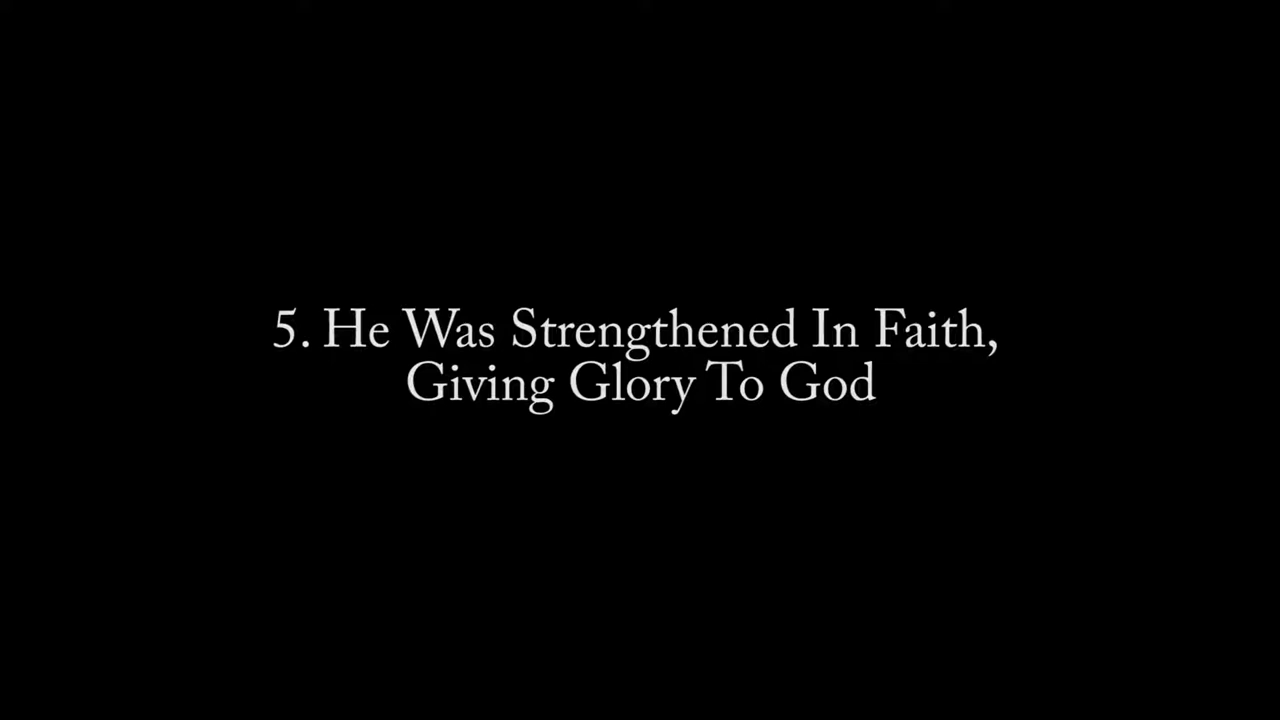 5. He Was Strengthened In Faith,
Giving Glory To God